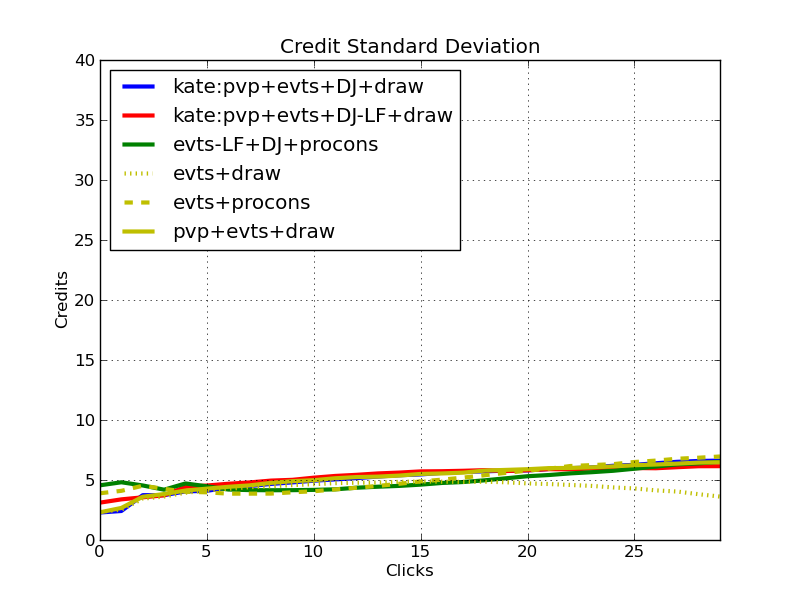 Credit Standard Deviation
40
35
30
25
20
15
10
5
0
Credits
kate:pvp+evts+DJ+draw
kate:pvp+evts+DJ-LF+draw
evts-LF+DJ+procons
evts+draw
evts+procons
pvp+evts+draw
0 5 10 15 20 25
Clicks